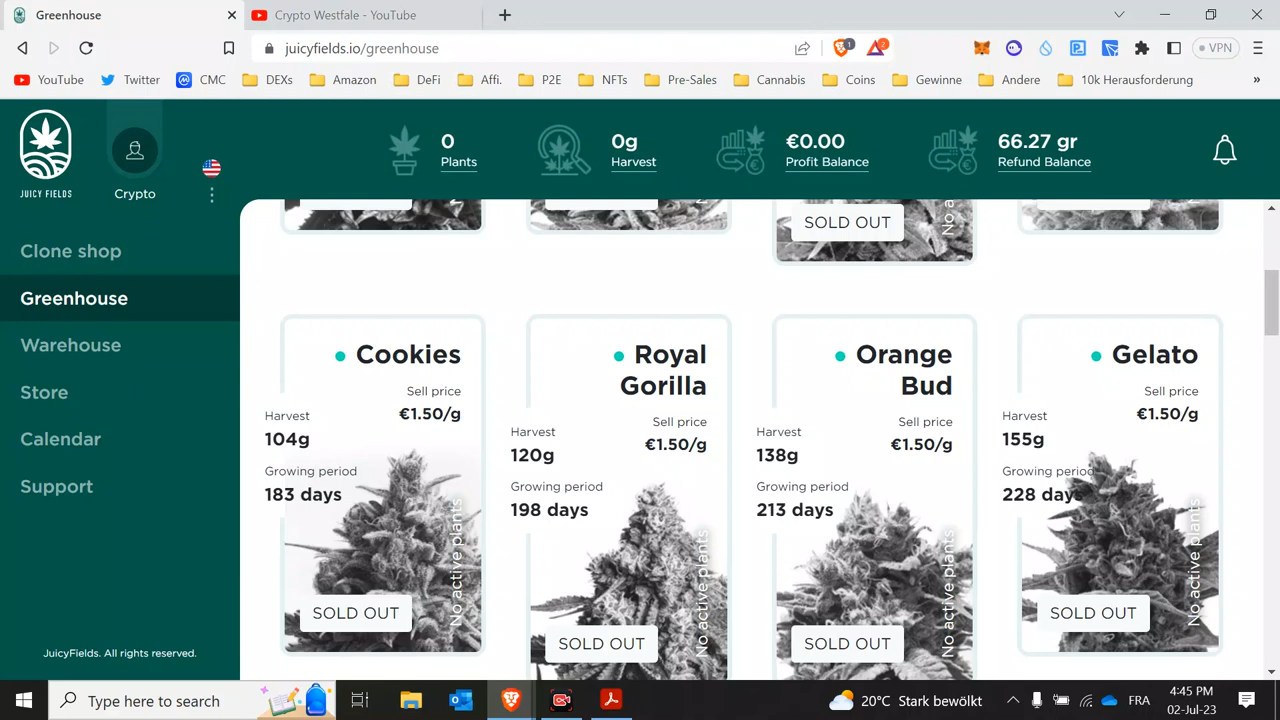 Greenhouse
Crypto Westfale - YouTube
juicyfields.io/greenhouse
1
2
VPN
YouTube
Twitter
CMC
DEXs
Amazon
DeFi
Affi.
P2E
NFTs
Pre-Sales
Cannabis
Coins
Gewinne
Andere
10k Herausforderung
»
JUICY FIELDS
Crypto
0
Plants
0g
Harvest
€0.00
Profit Balance
66.27 gr
Refund Balance
Clone shop
Greenhouse
Warehouse
Store
Calendar
Support
JuicyFields. All rights reserved.
SOLD OUT
Cookies
Sell price
€1.50/g
Harvest
104g
Growing period
183 days
No active plants
SOLD OUT
Royal
Gorilla
Sell price
€1.50/g
Harvest
120g
Growing period
198 days
No active plants
SOLD OUT
Orange
Bud
Sell price
€1.50/g
Harvest
138g
Growing period
213 days
No active plants
SOLD OUT
Gelato
Sell price
€1.50/g
Harvest
155g
Growing period
228 days
No active plants
SOLD OUT
Type here to search
20°C Stark bewölkt
FRA
4:45 PM
02-Jul-23